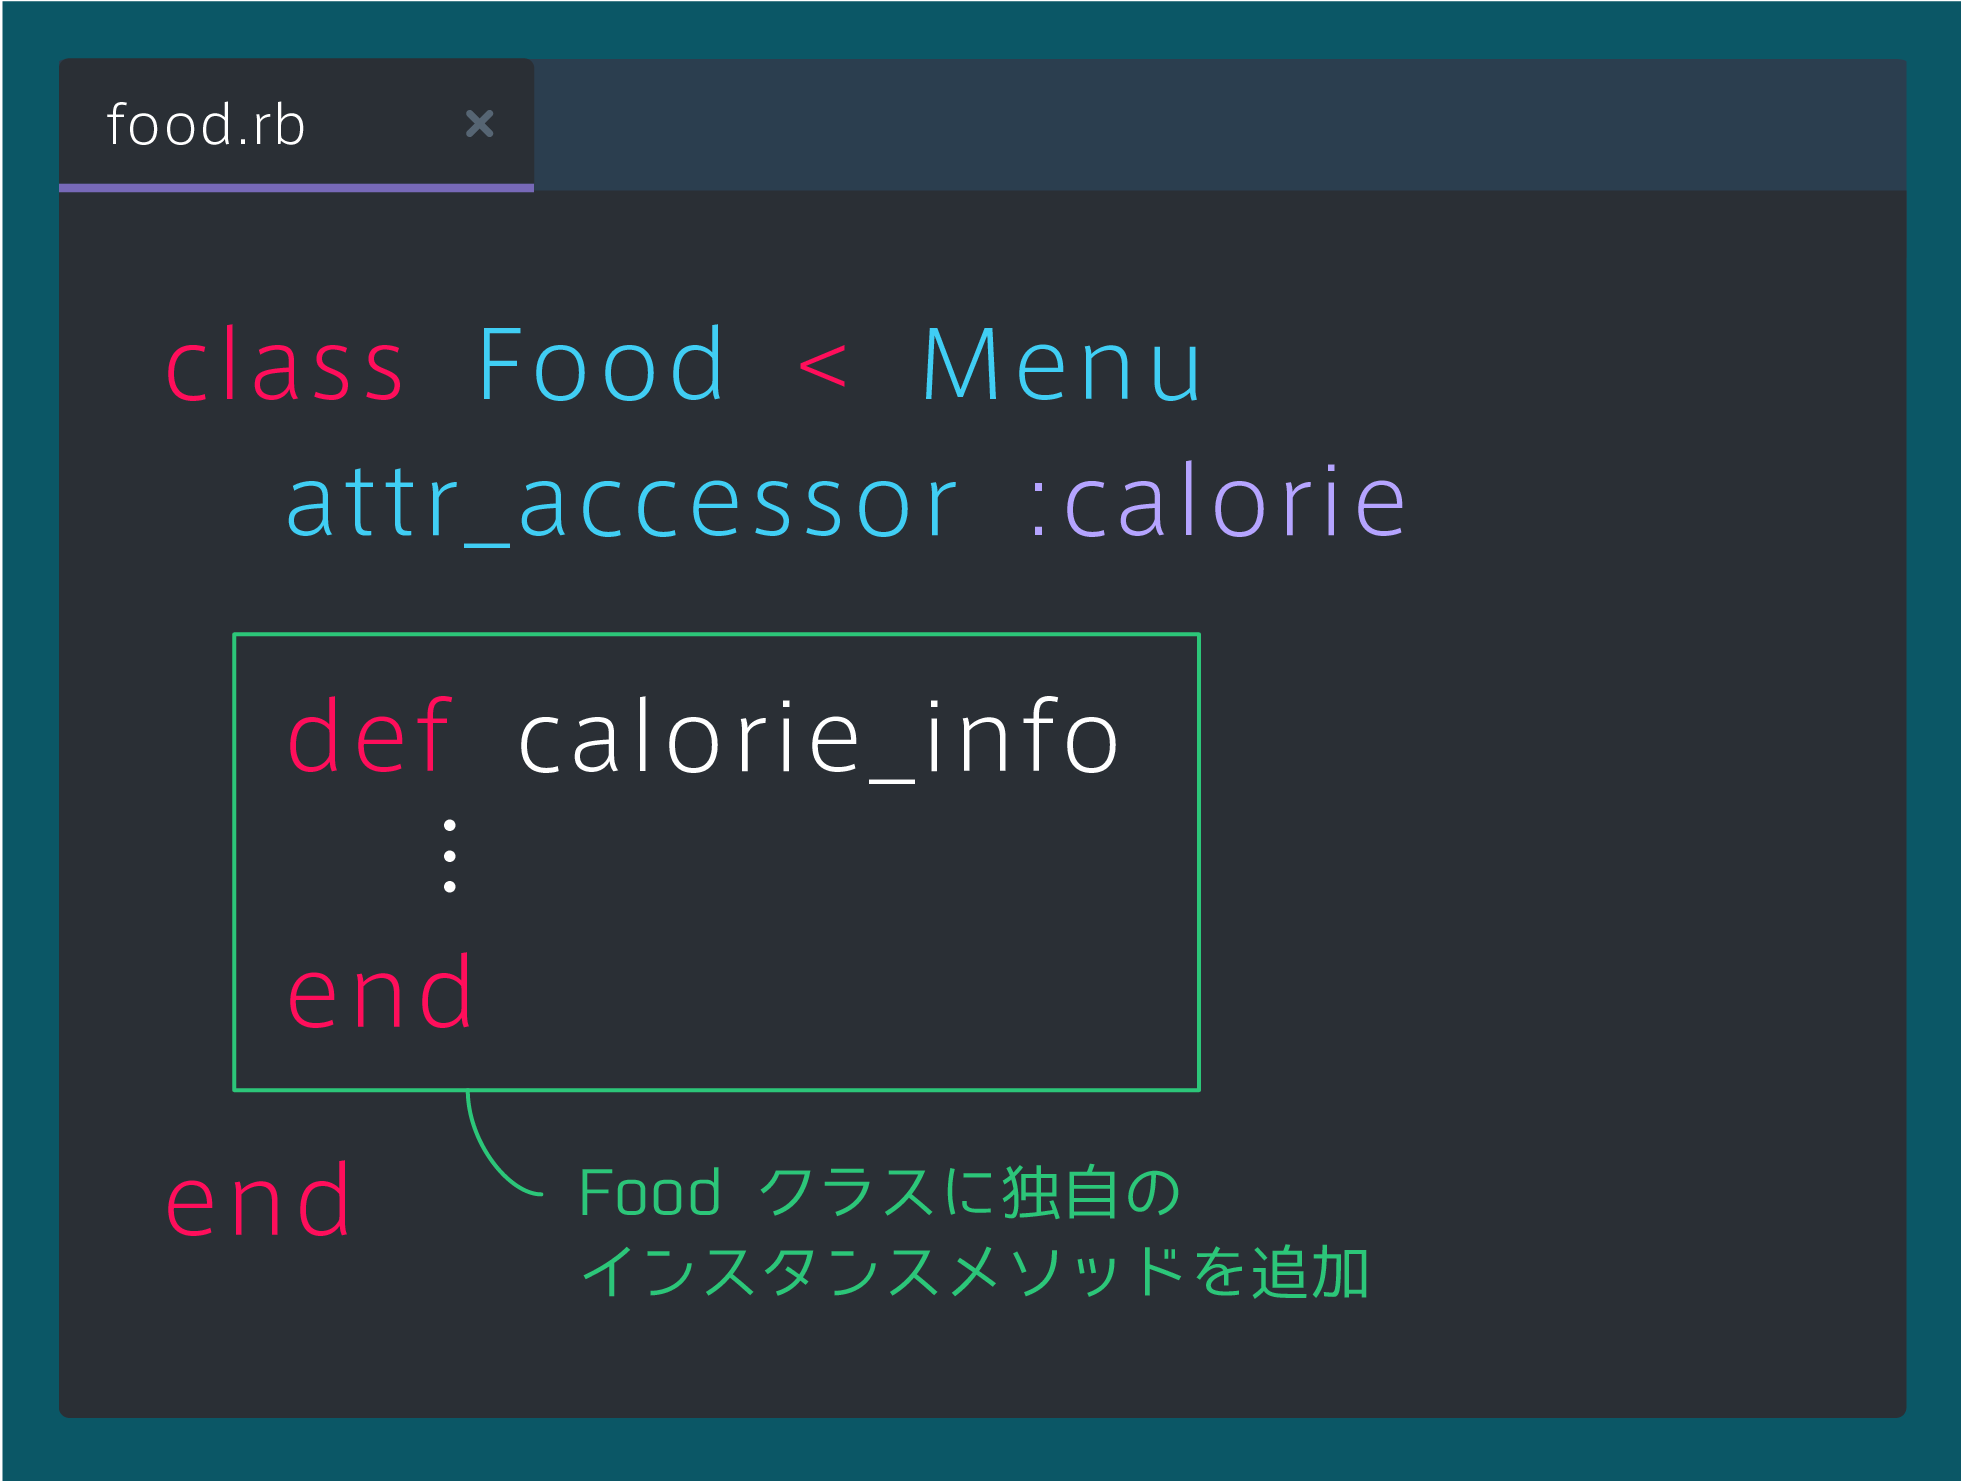 food.rb
class Food < Menu
attr_accessor :calorie
def calorie_info
end
end
Food クラスに独自の
インスタンスメソッドを追加